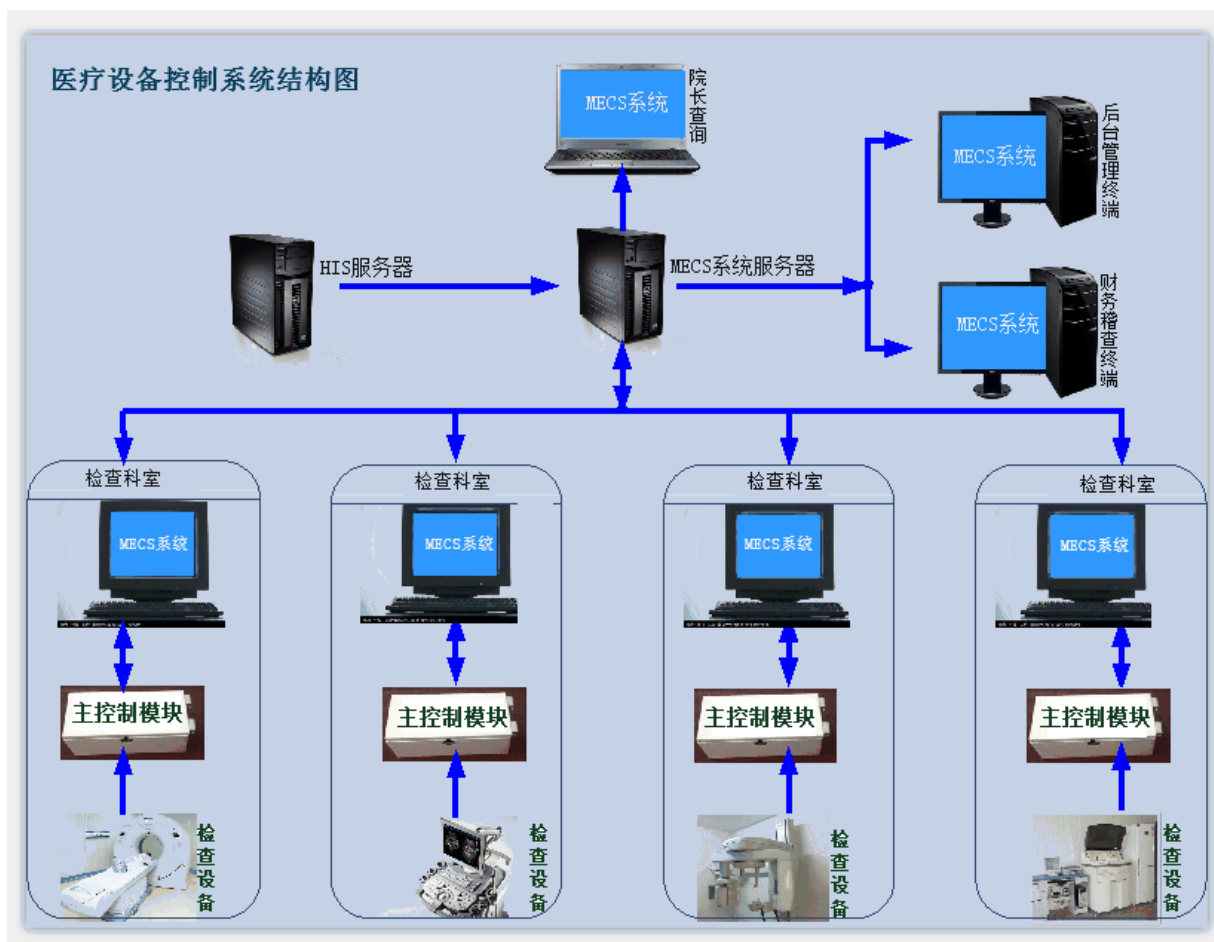 医疗设备控制系统结构图
MECS系统
院长查询
MECS系统
后台管理终端
HIS服务器
MECS系统服务器
MECS系统
财务稽查终端
检查科室
检查科室
检查科室
检查科室
MECS系统
MECS系统
MECS系统
MECS系统
主控制模块
主控制模块
主控制模块
主控制模块
检查设备
检查设备
检查设备
检查设备